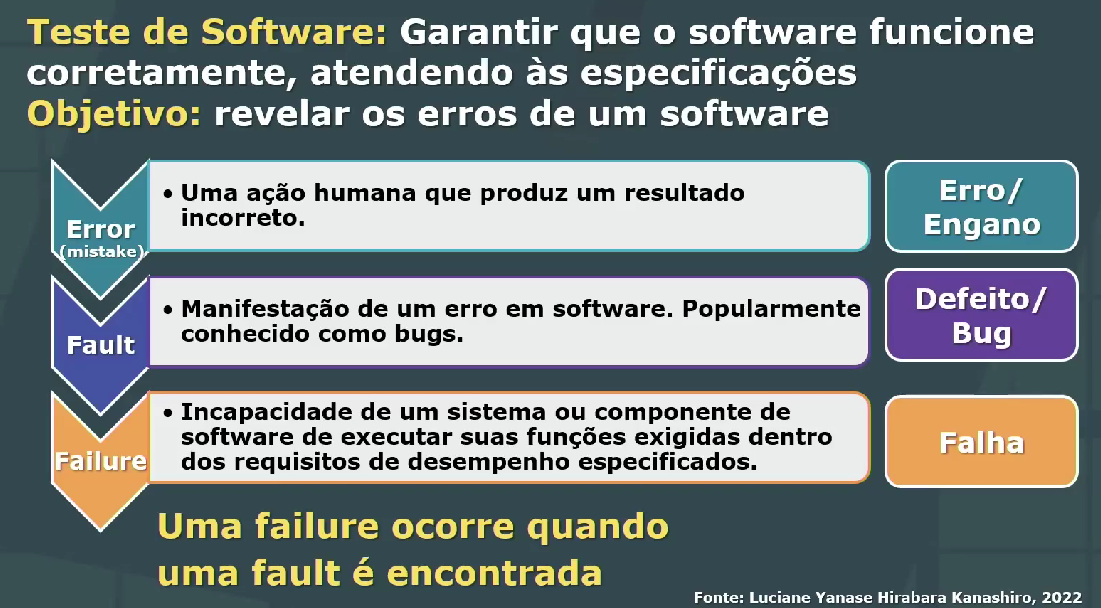 Teste de Software: Garantir que o software funcione
corretamente, atendendo às especificações
Objetivo: revelar os erros de um software
Error
(mistake)
• Uma ação humana que produz um resultado
incorreto.
Erro/
Engano
Fault
• Manifestação de um erro em software. Popularmente
conhecido como bugs.
Defeito/
Bug
Failure
• Incapacidade de um sistema ou componente de
software de executar suas funções exigidas dentro
dos requisitos de desempenho especificados.
Falha
Uma failure ocorre quando
uma fault é encontrada
Fonte: Luciane Yanase Hirabara Kanashiro, 2022